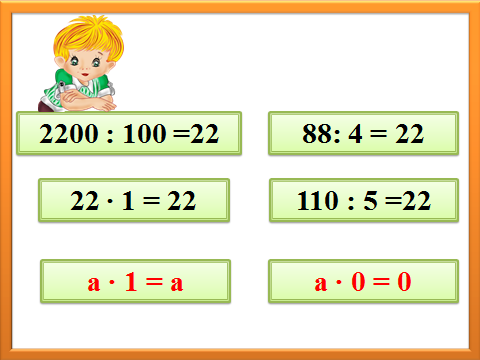 2200 : 100 =22
88: 4 = 22
22 · 1 = 22
110 : 5 =22
a · 1 = a
a · 0 = 0